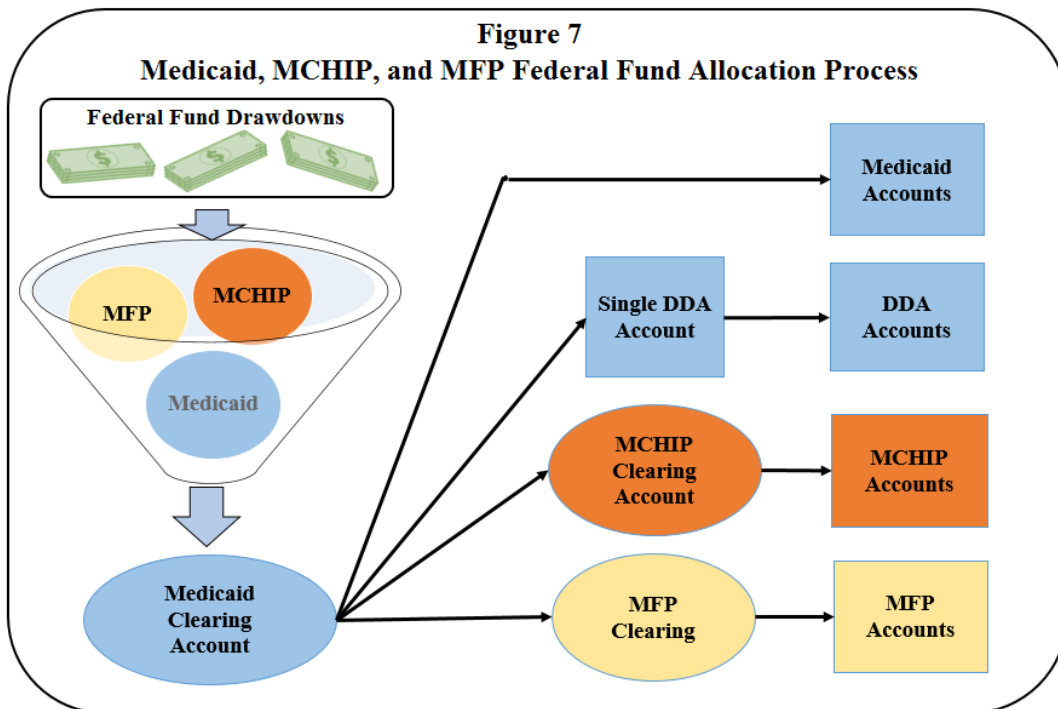 Figure 7
Medicaid, MCHIP, and MFP Federal Fund Allocation Process
Federal Fund Drawdowns
$ $ $
MFP
MCHIP
Medicaid
Medicaid
Clearing
Account
Medicaid
Accounts
Single DDA
Account
DDA
Accounts
MCHIP
Clearing
Account
MCHIP
Accounts
MFP
Clearing
MFP
Accounts